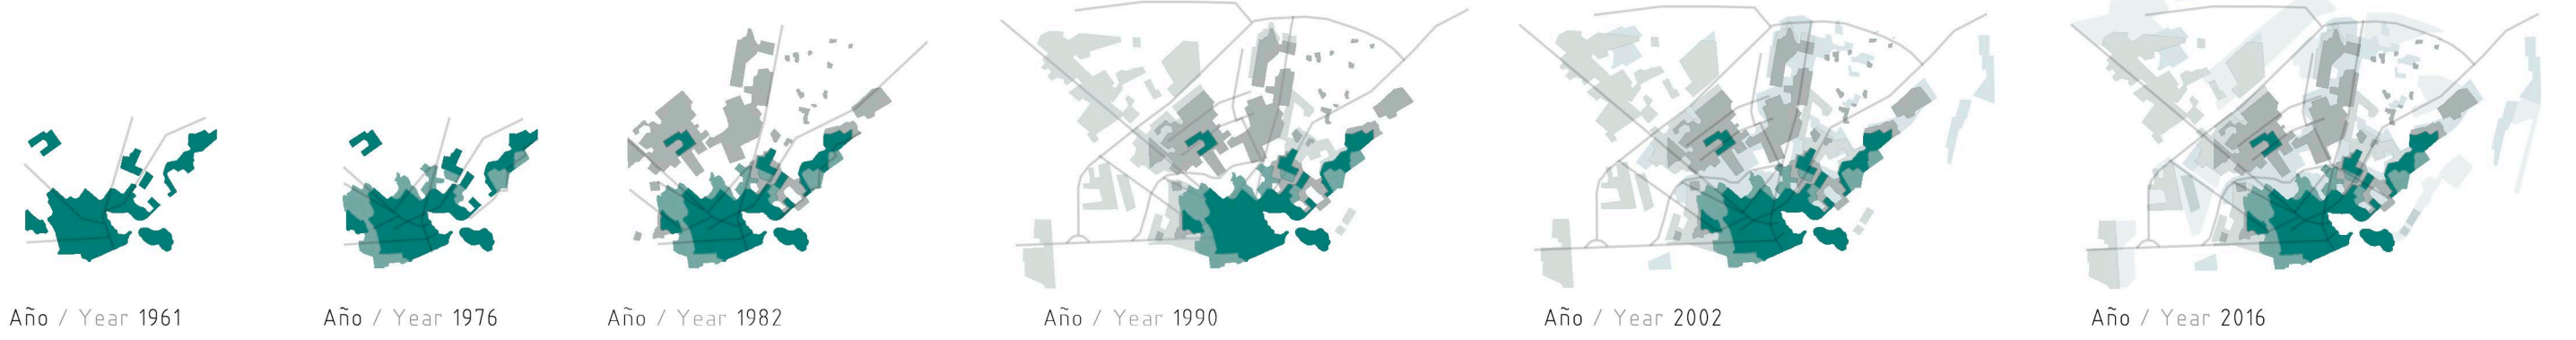 Año / Year 1961
Año / Year 1976
Año / Year 1982
Año / Year 1990
Año / Year 2002
Año / Year 2016